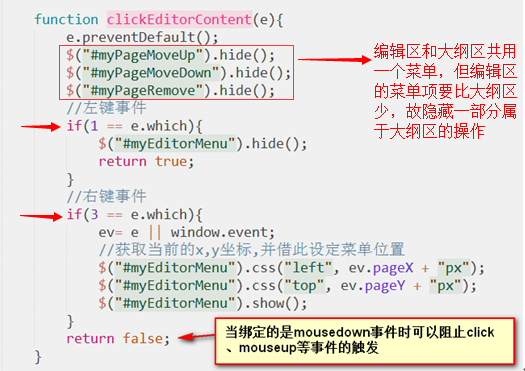 function clickEditorContent(e){
e.preventDefault();
$("#myPageMoveUp").hide();
$("#myPageMoveDown").hide();
$("#myPageRemove").hide();
//左键事件
if(1 == e.which){
$("#myEditorMenu").hide();
return true;
}
//右键事件
if(3 == e.which){
ev= e || window.event;
//获取当前的x,y坐标,并借此设定菜单位置
$("#myEditorMenu").css("left", ev.pageX + "px");
$("#myEditorMenu").css("top", ev.pageY + "px");
$("#myEditorMenu").show();
}
return false;
}
编辑区和大纲区共用
一个菜单，但编辑区
的菜单项要比大纲区
少，故隐藏一部分属
于大纲区的操作
当绑定的是mousedown事件时可以阻止click
、mouseup等事件的触发